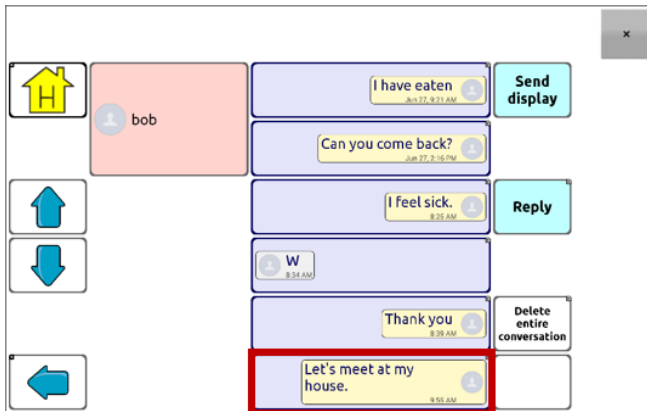 ×
H
bob
I have eaten
Jun 27, 9:21 AM
Send
display
Can you come back?
Jun 27, 2:16 PM
I feel sick.
8:25 AM
Reply
W
8:34 AM
Thank you
8:39 AM
Delete
entire
conversation
Let's meet at my
house.
9:55 AM